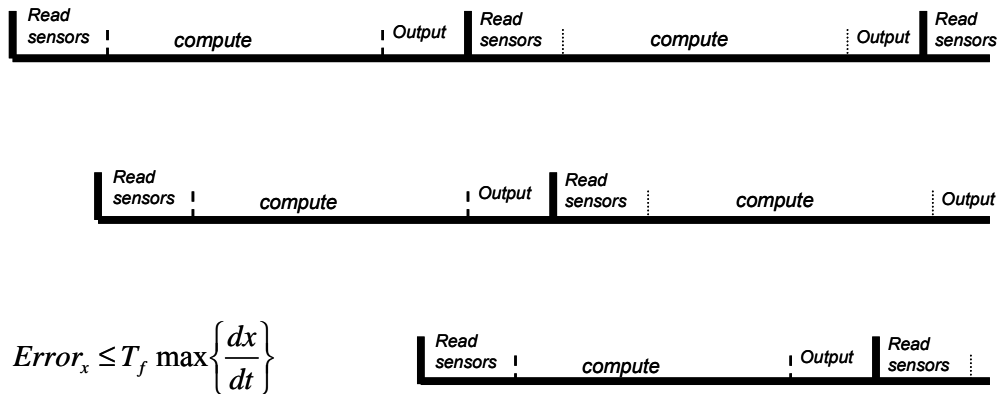 Read sensors compute Output Read sensors compute Output Read sensors
Read sensors compute Output Read sensors compute Output
Error_x ≤ T_f max{dx/dt}
Read sensors compute Output Read sensors